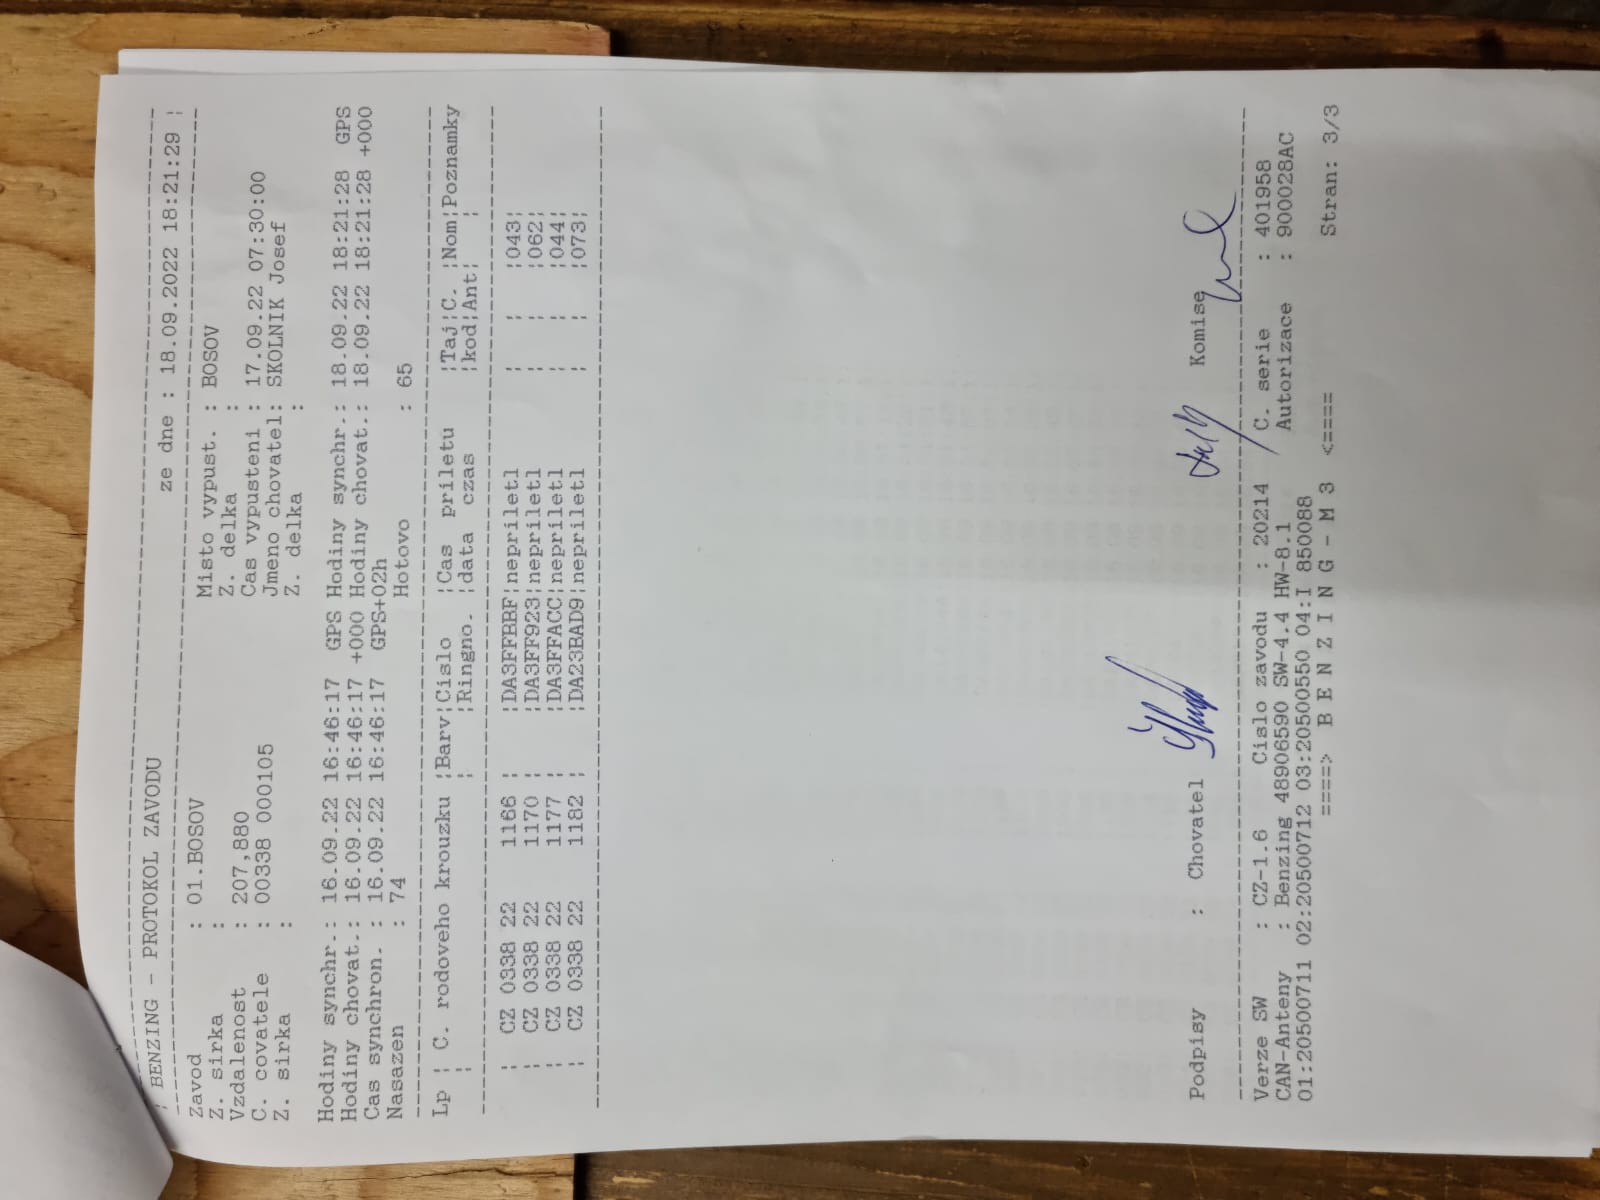 ¦ BENZING - PROTOKOL ZAVODU ze dne : 18.09.2022 18:21:29 ¦
Zavod : 01.BOSOV Misto vypust. : BOSOV
Z. sirka : Z. delka :
Vzdalenost : 207,880 Cas vypusteni : 17.09.22 07:30:00
C. covatele : 00338 000105 Jmeno chovatel: SKOLNIK Josef
Z. sirka : Z. delka :
Hodiny synchr.: 16.09.22 16:46:17 GPS Hodiny synchr.: 18.09.22 18:21:28 GPS
Hodiny chovat.: 16.09.22 16:46:17 +000 Hodiny chovat.: 18.09.22 18:21:28 +000
Cas synchron. : 16.09.22 16:46:17 GPS+02h
Nasazen : 74 Hotovo : 65
Lp ¦ C. rodoveho krouzku ¦Barv¦Cislo ¦Cas priletu ¦Taj¦C. ¦Nom¦Poznamky
¦ ¦ ¦Ringno. ¦data czas ¦kod¦Ant¦ ¦
¦ CZ 0338 22 1166 ¦ ¦DA3FFBBF¦nepriletl ¦ ¦ ¦043¦
¦ CZ 0338 22 1170 ¦ ¦DA3FF923¦nepriletl ¦ ¦ ¦062¦
¦ CZ 0338 22 1177 ¦ ¦DA3FFACC¦nepriletl ¦ ¦ ¦044¦
¦ CZ 0338 22 1182 ¦ ¦DA23BAD9¦nepriletl ¦ ¦ ¦073¦
Podpisy : Chovatel Komise
Verze SW : CZ-1.6 Cislo zavodu : 20214 C. serie : 401958
CAN-Anteny : Benzing 48906590 SW-4.4 HW-8.1 Autorizace : 900028AC
01:20500711 02:20500712 03:20500550 04:I 850088
====> B E N Z I N G - M 3 <==== Stran: 3/3